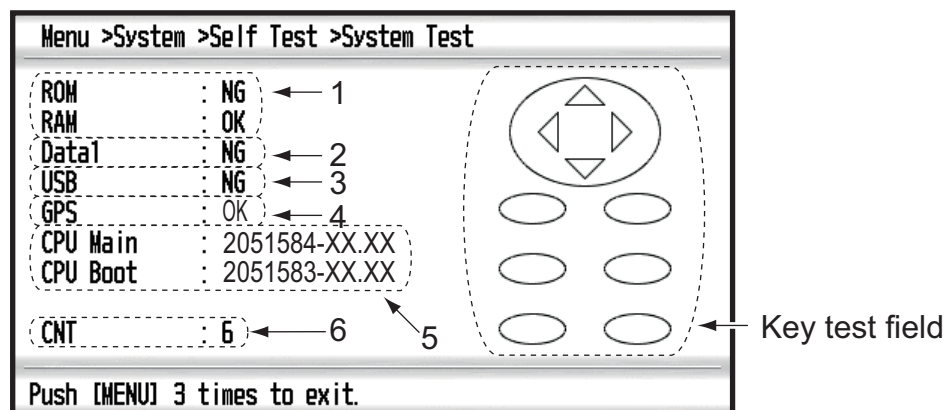 Menu >System >Self Test >System Test
ROM : NG 1
RAM : OK
Data1 : NG 2
USB : NG 3
GPS : OK 4
CPU Main : 2051584-XX.XX
CPU Boot : 2051583-XX.XX
5
CNT : 6 6
Key test field
Push [MENU] 3 times to exit.